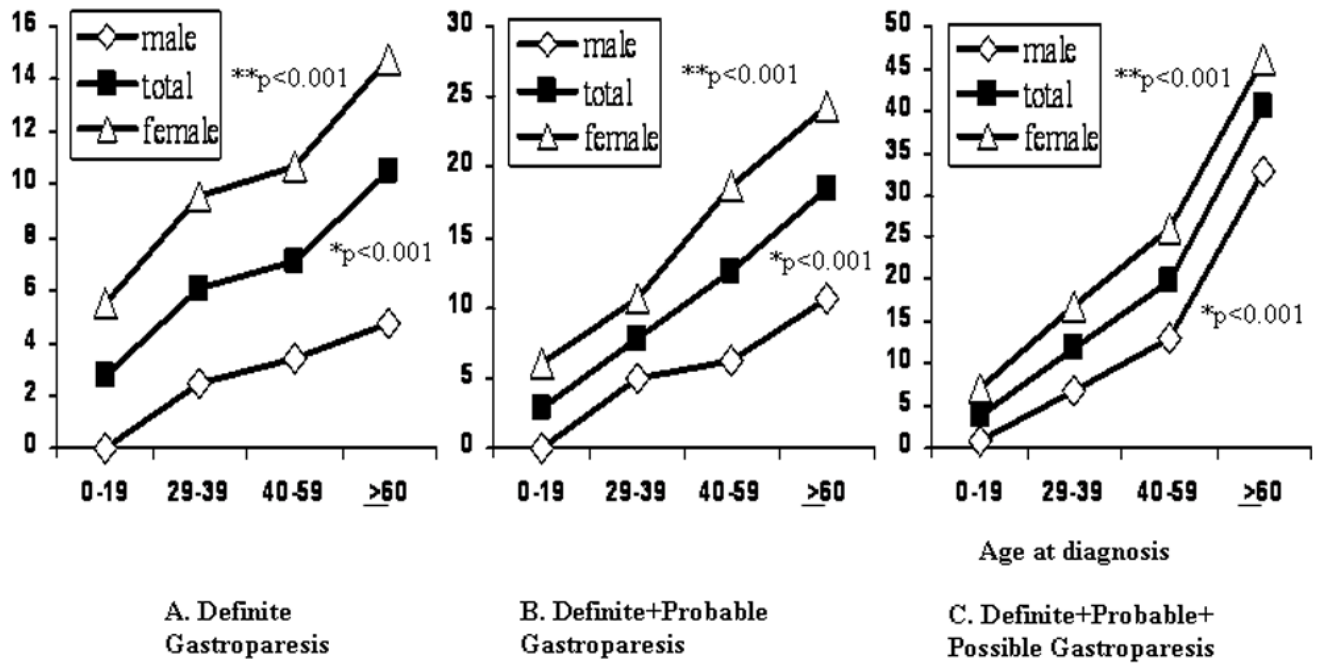 16
14
12
10
8
6
4
2
0
male
total
female
**p<0.001
*p<0.001
0-19 29-39 40-59 >60
A. Definite
Gastroparesis
30
25
20
15
10
5
0
male
total
female
**p<0.001
*p<0.001
0-19 29-39 40-59 >60
B. Definite+Probable
Gastroparesis
50
45
40
35
30
25
20
15
10
5
0
male
total
female
**p<0.001
*p<0.001
0-19 29-39 40-59 >60
Age at diagnosis
C. Definite+Probable+
Possible Gastroparesis